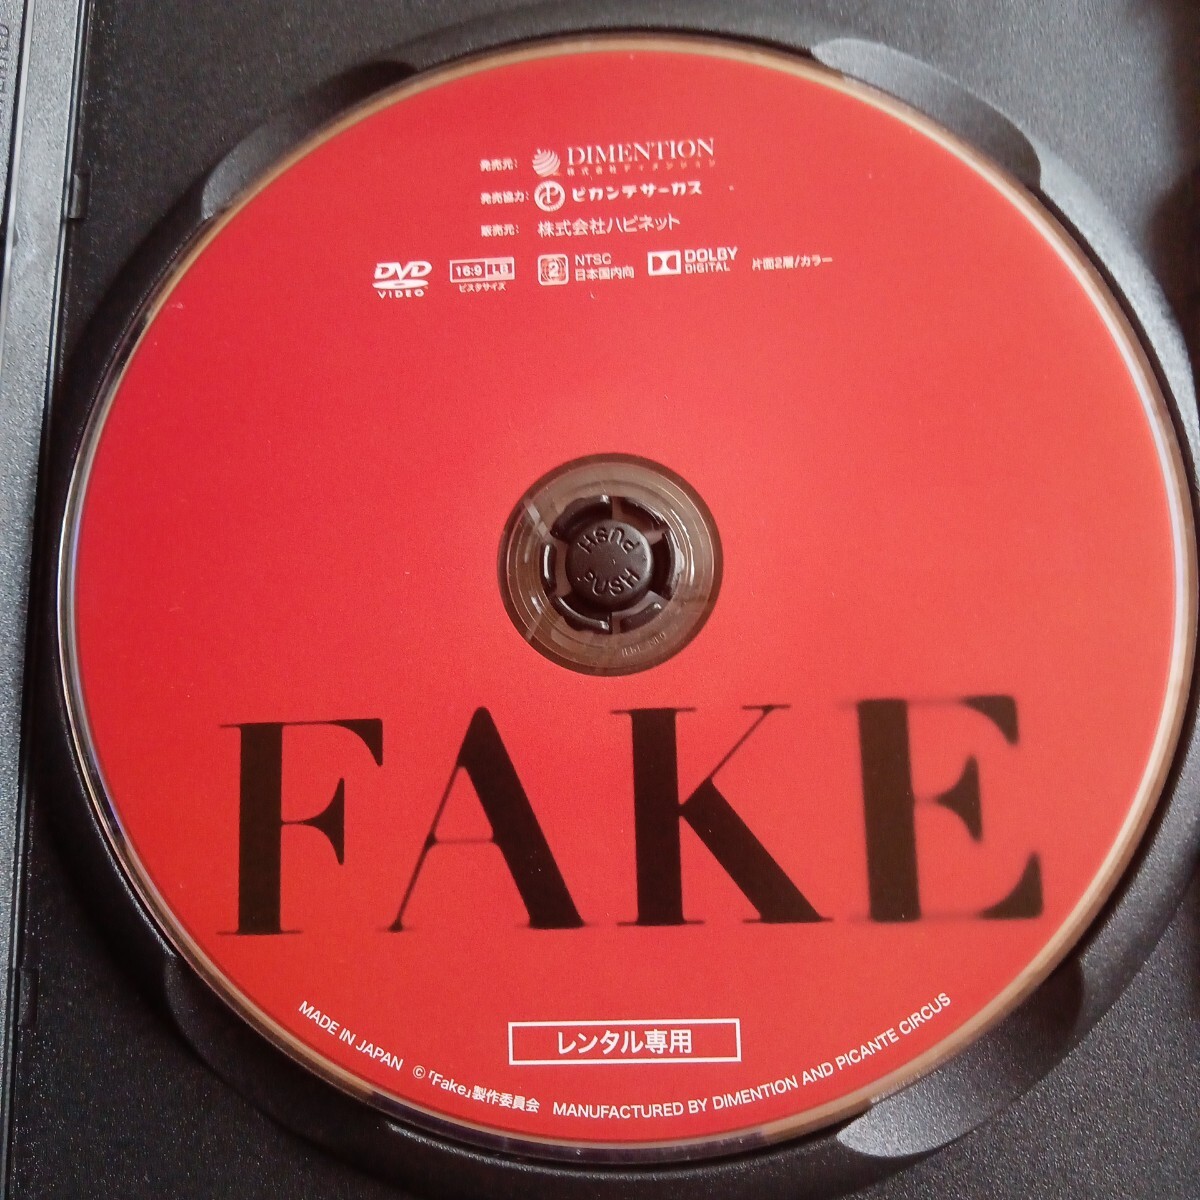 発売元: DIMENTION
株式会社ディメンション
発売協力: ピカンテサーカス
販売元: 株式会社ハピネット
DVD VIDEO
16:9 LB
ビスタサイズ
2
NTSC
日本国内向
DOLBY DIGITAL
片面2層/カラー
PUSH
PUSH
FAKE
レンタル専用
MADE IN JAPAN ©「Fake」製作委員会 MANUFACTURED BY DIMENTION AND PICANTE CIRCUS